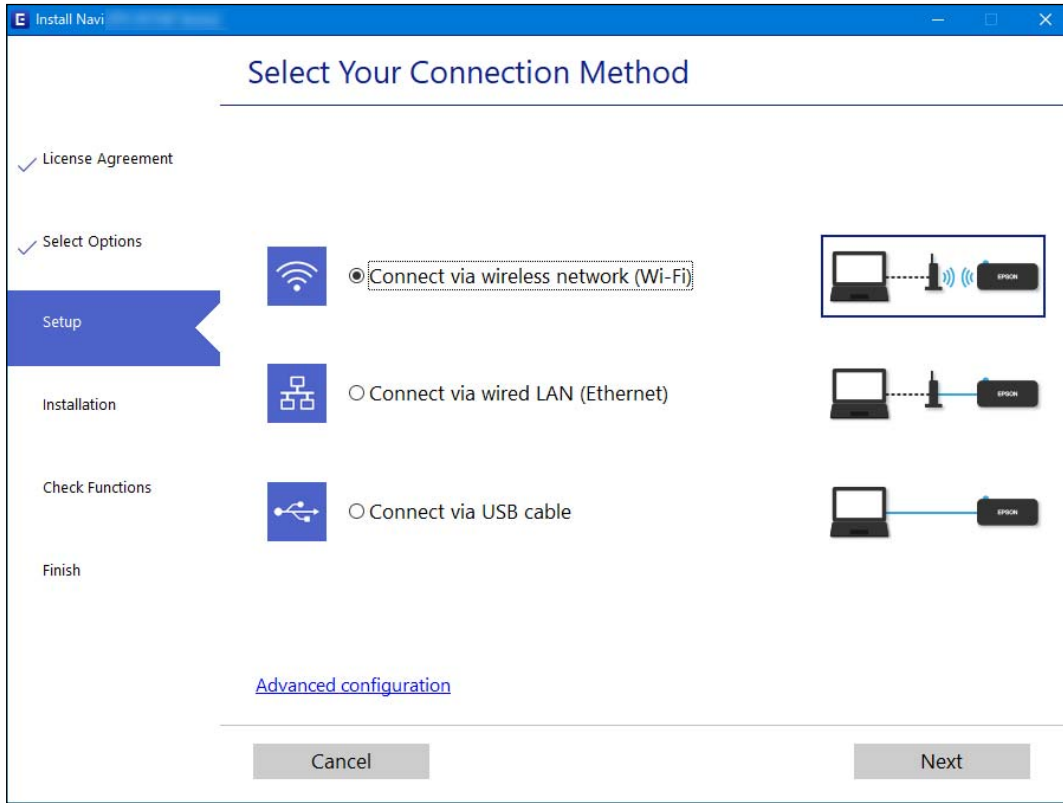 E Install Navi
Select Your Connection Method
License Agreement
Select Options
Setup
Installation
Check Functions
Finish
Connect via wireless network (Wi-Fi)
EPSON
Connect via wired LAN (Ethernet)
EPSON
Connect via USB cable
EPSON
Advanced configuration
Cancel
Next